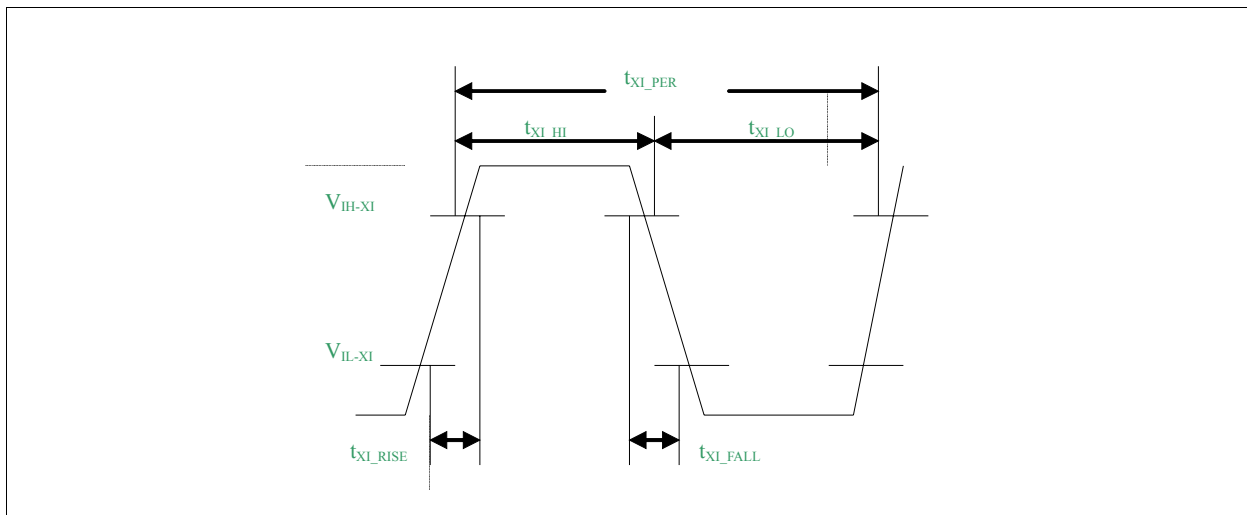 tXI_PER
tXI_HI
tXI_LO
VIH-XI
VIL-XI
tXI_RISE
tXI_FALL